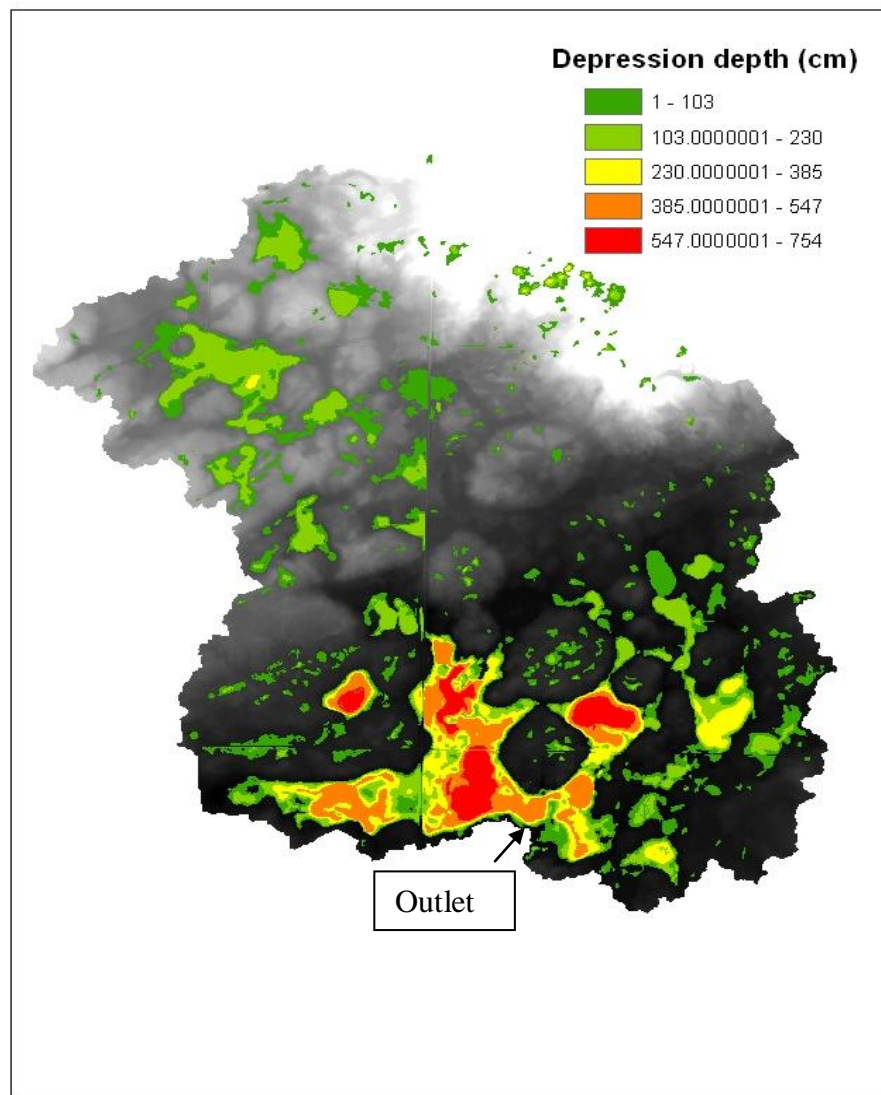 Depression depth (cm)
1 - 103
103.0000001 - 230
230.0000001 - 385
385.0000001 - 547
547.0000001 - 754
Outlet